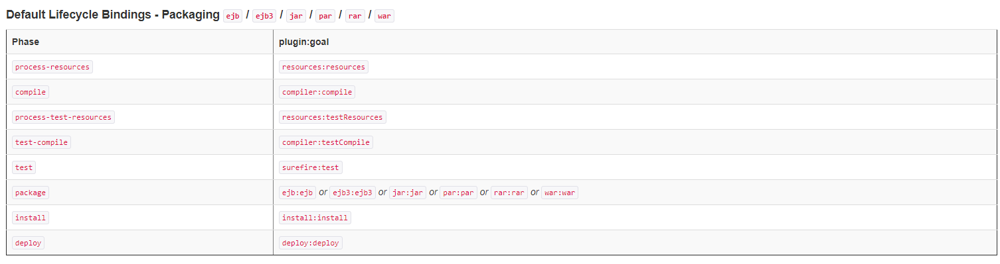 Default Lifecycle Bindings - Packaging ejb / ejb3 / jar / par / rar / war
Phase plugin:goal
process-resources resources:resources
compile compiler:compile
process-test-resources resources:testResources
test-compile compiler:testCompile
test surefire:test
package ejb:ejb or ejb3:ejb3 or jar:jar or par:par or rar:rar or war:war
install install:install
deploy deploy:deploy